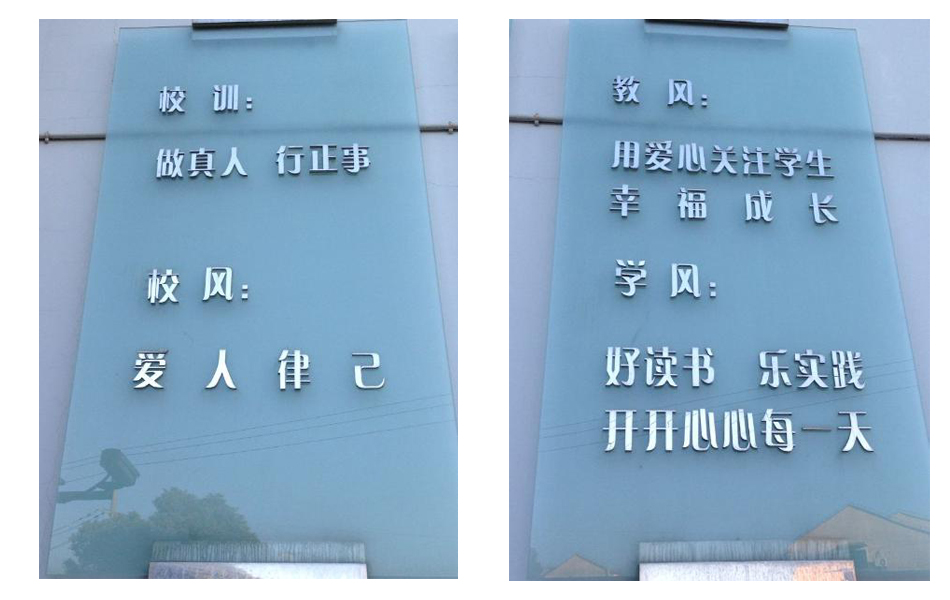 校 训：
做真人 行正事
校 风：
爱 人 律 己
教 风：
用爱心关注学生
幸 福 成 长
学 风：
好读书 乐实践
开开心心每一天